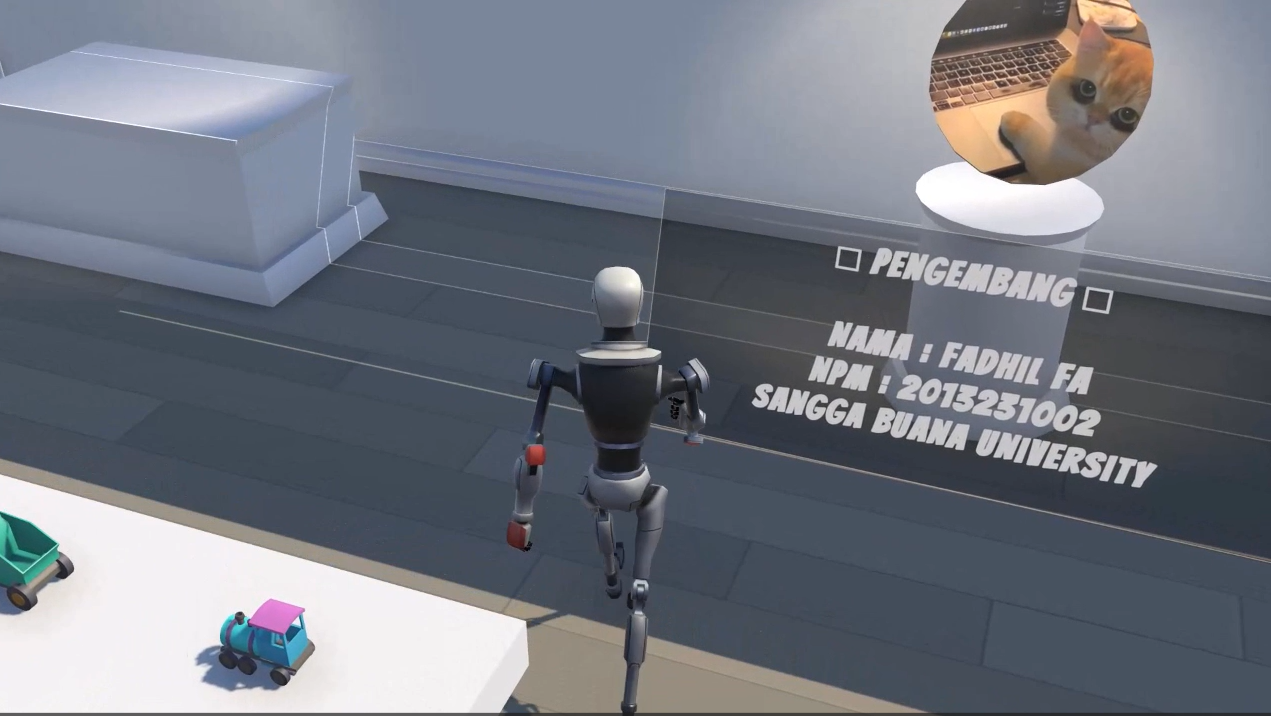 □ PENGEMBANG □
NAMA : FADHIL FA
NPM : 2013231002
SANGGA BUANA UNIVERSITY